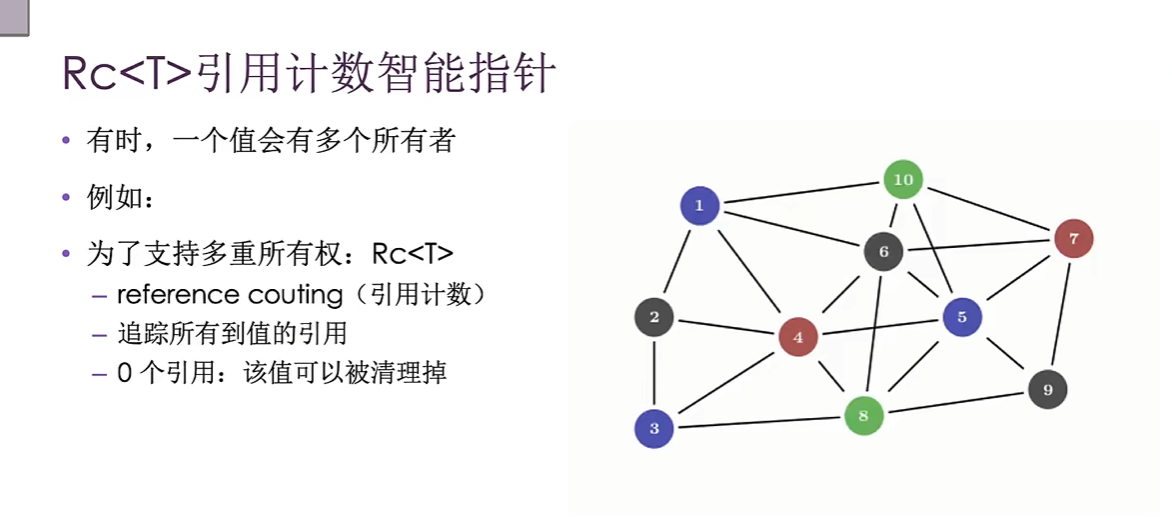 Rc<T>引用计数智能指针
• 有时，一个值会有多个所有者
• 例如：
• 为了支持多重所有权：Rc<T>
– reference couting（引用计数）
– 追踪所有到值的引用
– 0 个引用：该值可以被清理掉
10
1
7
6
2
5
4
9
8
3